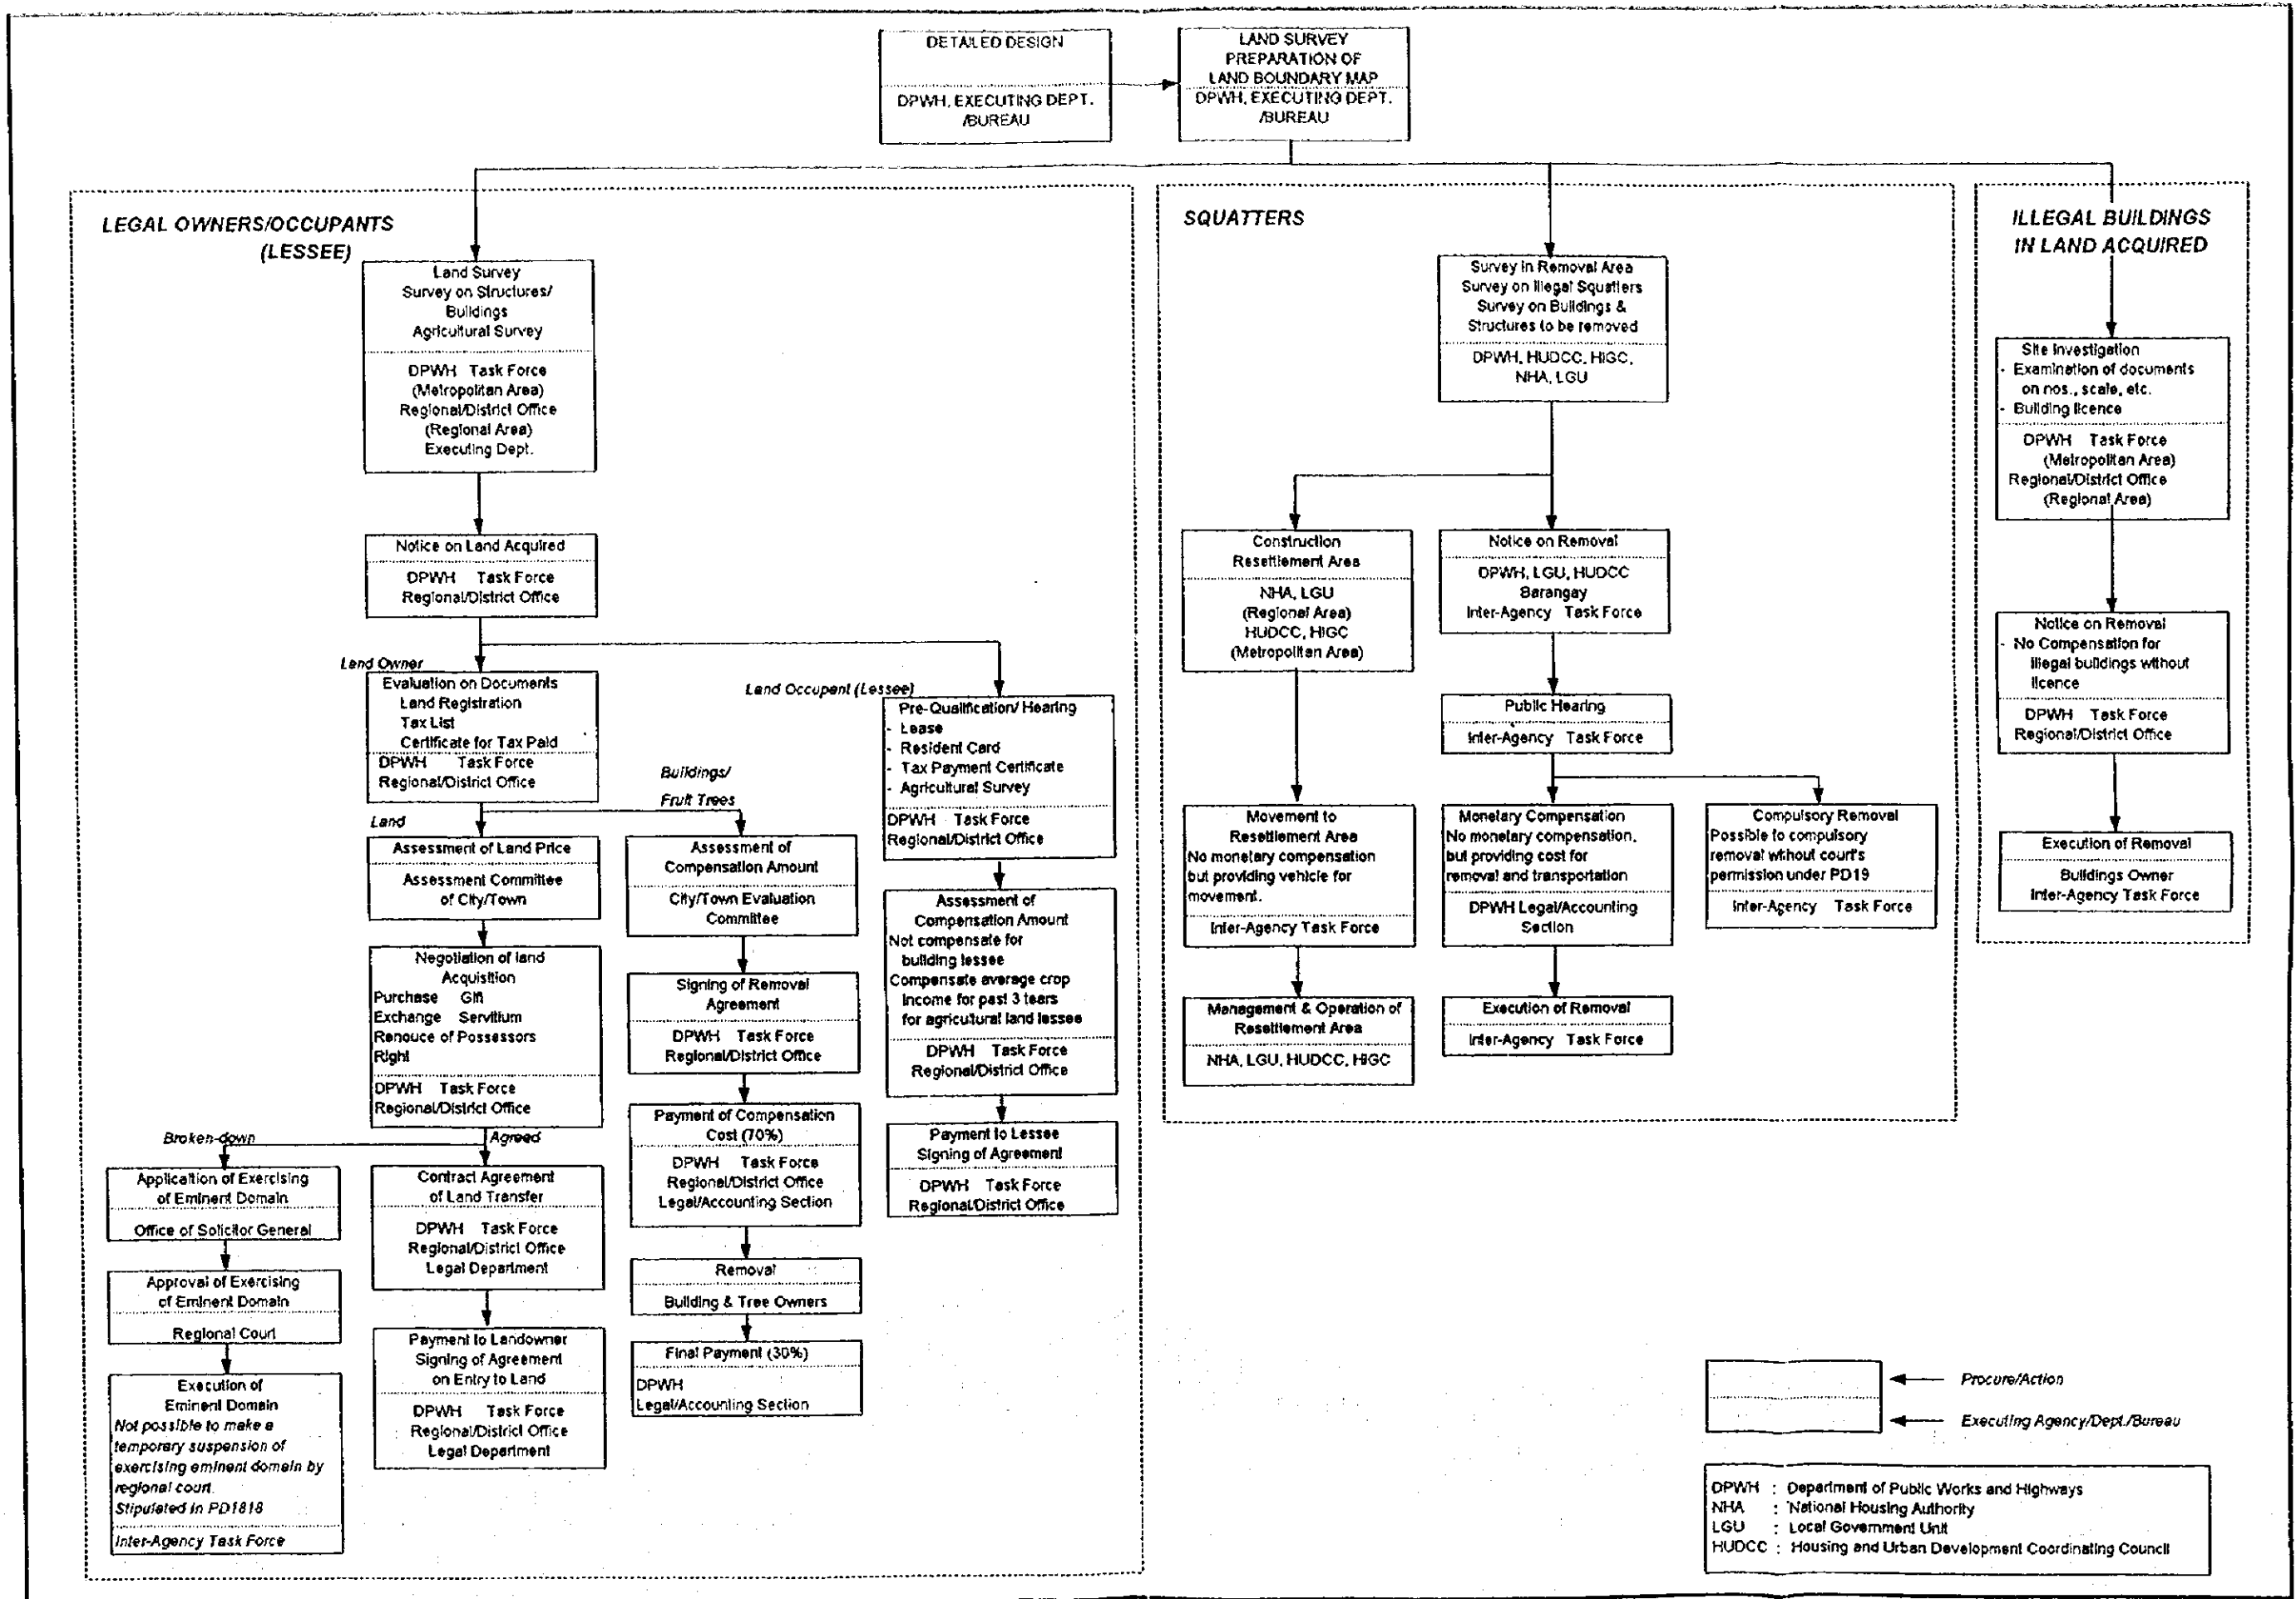 DETAILED DESIGN
DPWH, EXECUTING DEPT.
/BUREAU
LAND SURVEY
PREPARATION OF
LAND BOUNDARY MAP
DPWH, EXECUTING DEPT.
/BUREAU
LEGAL OWNERS/OCCUPANTS
(LESSEE)
Land Survey
Survey on Structures/
Buildings
Agricultural Survey
DPWH Task Force
(Metropolitan Area)
Regional/District Office
(Regional Area)
Executing Dept.
Notice on Land Acquired
DPWH Task Force
Regional/District Office
Land Owner
Evaluation on Documents
Land Registration
Tax List
Certificate for Tax Paid
DPWH Task Force
Regional/District Office
Land
Assessment of Land Price
Assessment Committee
of City/Town
Negotiation of land
Acquisition
Purchase Gift
Exchange Servitium
Renouce of Possessors
Right
DPWH Task Force
Regional/District Office
Broken-down
Agreed
Application of Exercising
of Eminent Domain
Office of Solicitor General
Approval of Exercising
of Eminent Domain
Regional Court
Execution of
Eminent Domain
Not possible to make a
temporary suspension of
exercising eminent domain by
regional court.
Stipulated in PD1818
Inter-Agency Task Force
Contract Agreement
of Land Transfer
DPWH Task Force
Regional/District Office
Legal Department
Payment to Landowner
Signing of Agreement
on Entry to Land
DPWH Task Force
Regional/District Office
Legal Department
Buildings/
Fruit Trees
Assessment of
Compensation Amount
City/Town Evaluation
Committee
Signing of Removal
Agreement
DPWH Task Force
Regional/District Office
Payment of Compensation
Cost (70%)
DPWH Task Force
Regional/District Office
Legal/Accounting Section
Removal
Building & Tree Owners
Final Payment (30%)
DPWH
Legal/Accounting Section
Land Occupent (Lessee)
Pre-Qualification/ Hearing
- Lease
- Resident Card
- Tax Payment Certificate
- Agricultural Survey
DPWH Task Force
Regional/District Office
Assessment of
Compensation Amount
Not compensate for
building lessee
Compensate average crop
Income for past 3 tears
for agricultural land lessee
DPWH Task Force
Regional/District Office
Payment to Lessee
Signing of Agreement
DPWH Task Force
Regional/District Office
SQUATTERS
Survey in Removal Area
Survey on Illegal Squatters
Survey on Buildings &
Structures to be removed
DPWH, HUDCC, HIGC,
NHA, LGU
Construction
Resettlement Area
NHA, LGU
(Regional Area)
HUDCC, HIGC
(Metropolitan Area)
Movement to
Resettlement Area
No monetary compensation
but providing vehicle for
movement.
Inter-Agency Task Force
Management & Operation of
Resettlement Area
NHA, LGU, HUDCC, HIGC
Notice on Removal
DPWH, LGU, HUDCC
Barangay
Inter-Agency Task Force
Public Hearing
Inter-Agency Task Force
Monetary Compensation
No monetary compensation,
but providing cost for
removal and transportation
DPWH Legal/Accounting
Section
Execution of Removal
Inter-Agency Task Force
Compulsory Removal
Possible to compulsory
removal without court's
permission under PD19
Inter-Agency Task Force
ILLEGAL BUILDINGS
IN LAND ACQUIRED
Site Investigation
- Examination of documents
on nos., scale, etc.
- Building licence
DPWH Task Force
(Metropolitan Area)
Regional/District Office
(Regional Area)
Notice on Removal
- No Compensation for
illegal buildings without
licence
DPWH Task Force
Regional/District Office
Execution of Removal
Buildings Owner
Inter-Agency Task Force
Procure/Action
Executing Agency/Dept./Bureau
DPWH : Department of Public Works and Highways
NHA : National Housing Authority
LGU : Local Government Unit
HUDCC : Housing and Urban Development Coordinating Council